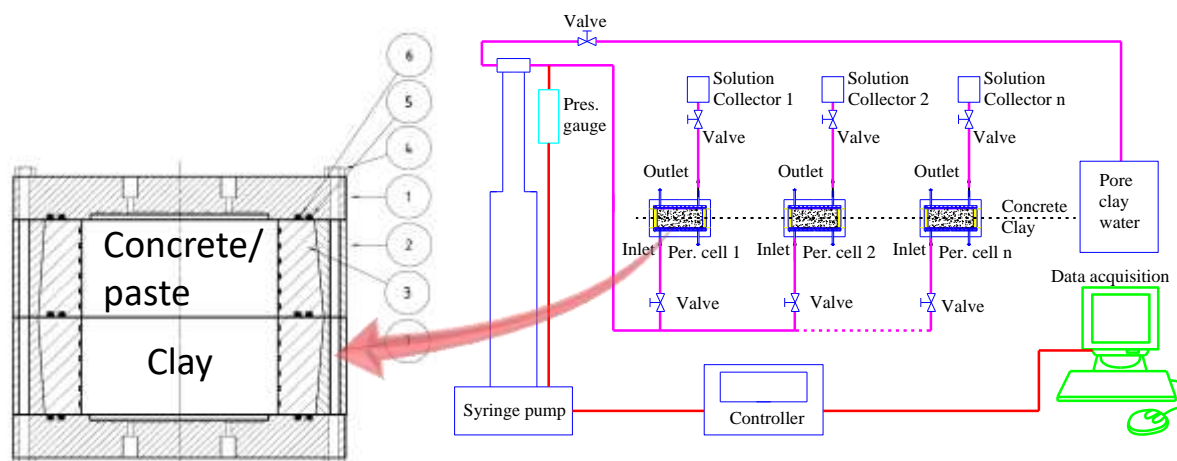 6
5
4
1
2
3
Concrete/
paste
Clay
Valve
Pres.
gauge
Solution
Collector 1
Solution
Collector 2
Solution
Collector n
Valve
Valve
Valve
Outlet
Outlet
Outlet
Concrete
Clay
Pore
clay
water
Inlet
Per. cell 1
Inlet
Per. cell 2
Inlet
Per. cell n
Valve
Valve
Valve
Data acquisition
Syringe pump
Controller